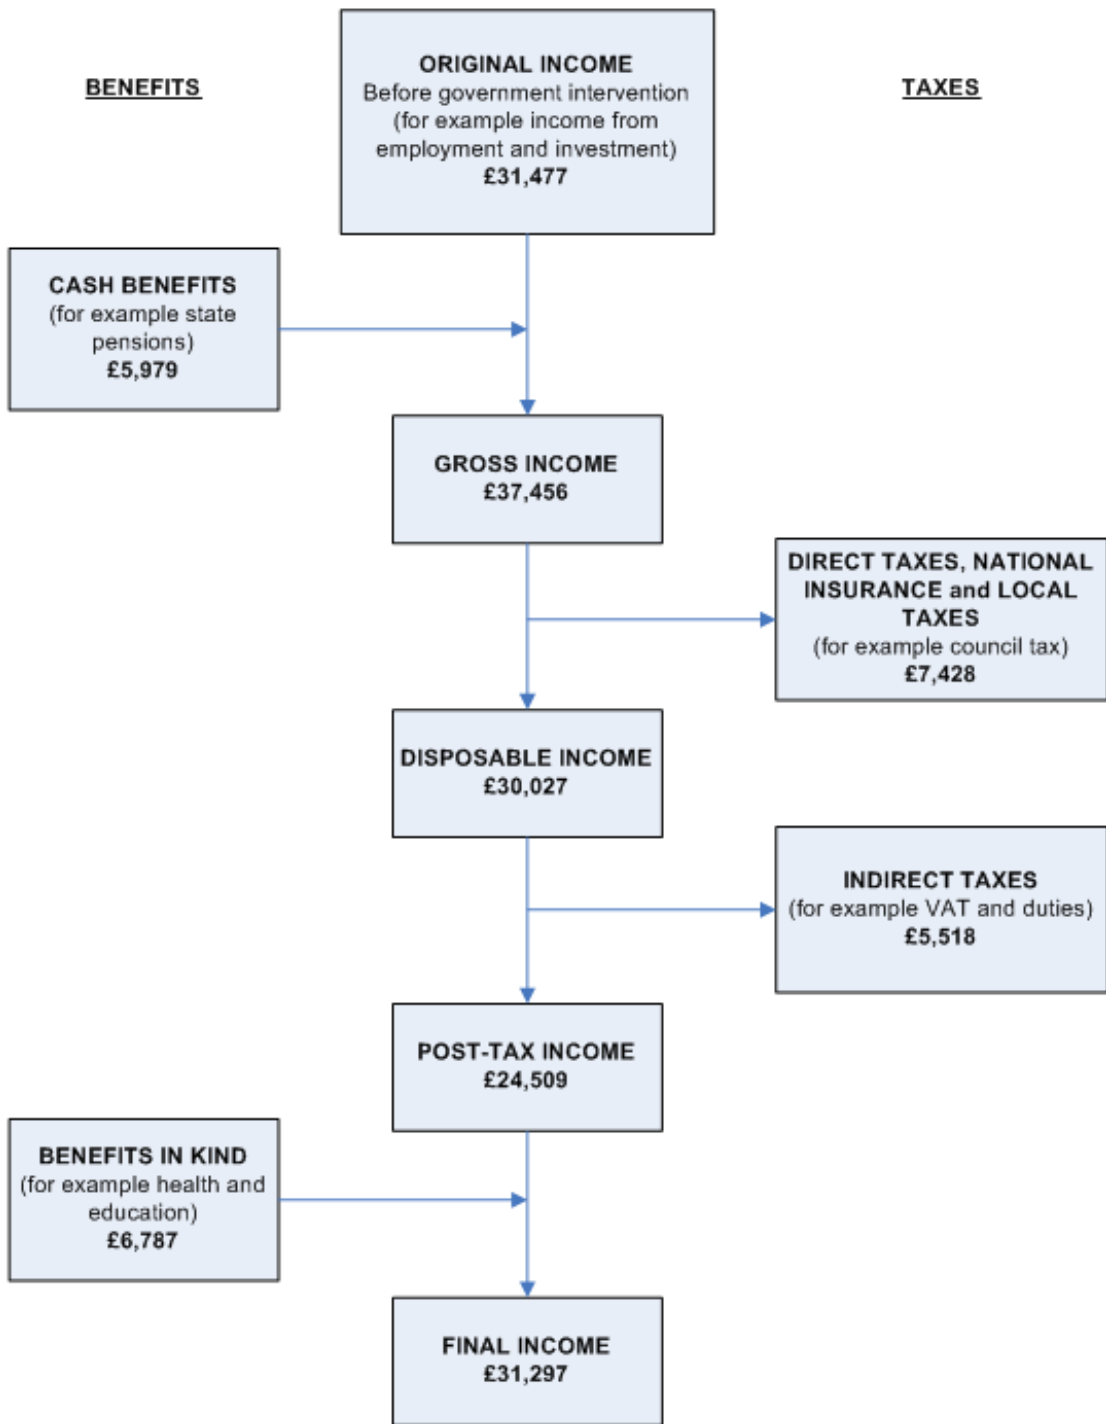 BENEFITS
ORIGINAL INCOME
Before government intervention
(for example income from
employment and investment)
£31,477
TAXES
CASH BENEFITS
(for example state
pensions)
£5,979
GROSS INCOME
£37,456
DIRECT TAXES, NATIONAL
INSURANCE and LOCAL
TAXES
(for example council tax)
£7,428
DISPOSABLE INCOME
£30,027
INDIRECT TAXES
(for example VAT and duties)
£5,518
POST-TAX INCOME
£24,509
BENEFITS IN KIND
(for example health and
education)
£6,787
FINAL INCOME
£31,297